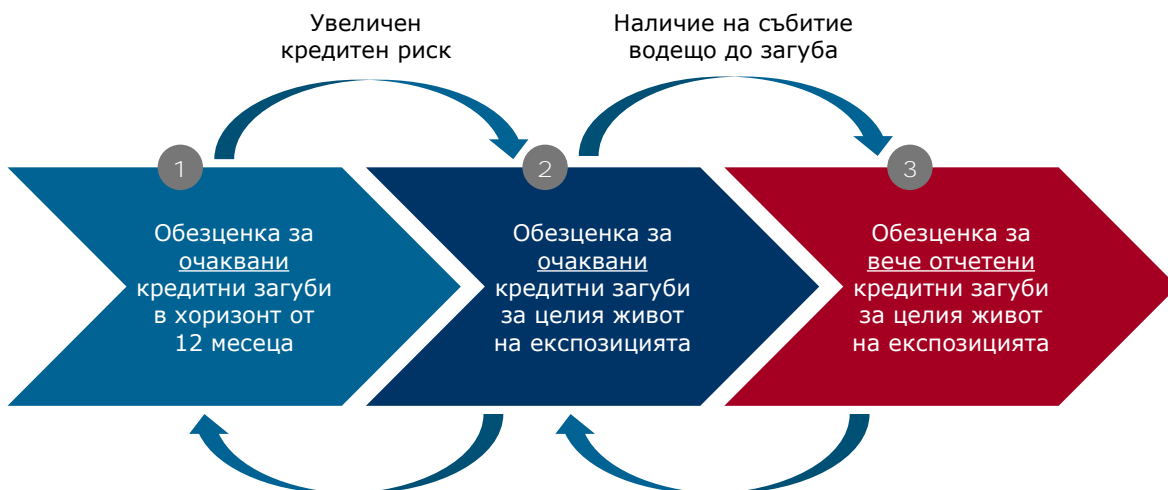 Увеличен
кредитен риск
Наличие на събитие
водещо до загуба
1
Обезценка за
очаквани
кредитни загуби
в хоризонт от
12 месеца
2
Обезценка за
очаквани
кредитни загуби
за целия живот
на експозицията
3
Обезценка за
вече отчетени
кредитни загуби
за целия живот
на експозицията